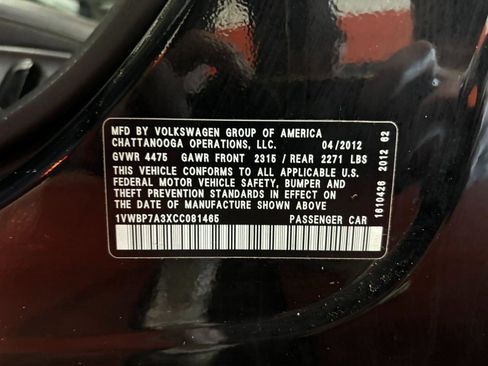 MFD BY VOLKSWAGEN GROUP OF AMERICA
CHATTANOOGA OPERATIONS, LLC. 04/2012
GVWR 4475 GAWR FRONT 2315 / REAR 2271 LBS
THIS VEHICLE CONFORMS TO ALL APPLICABLE U.S.
FEDERAL MOTOR VEHICLE SAFETY, BUMPER AND
THEFT PREVENTION STANDARDS IN EFFECT ON
THE DATE OF MANUFACTURE SHOWN ABOVE
1VWBP7A3XCC081465 PASSENGER CAR
1610426 2012 62